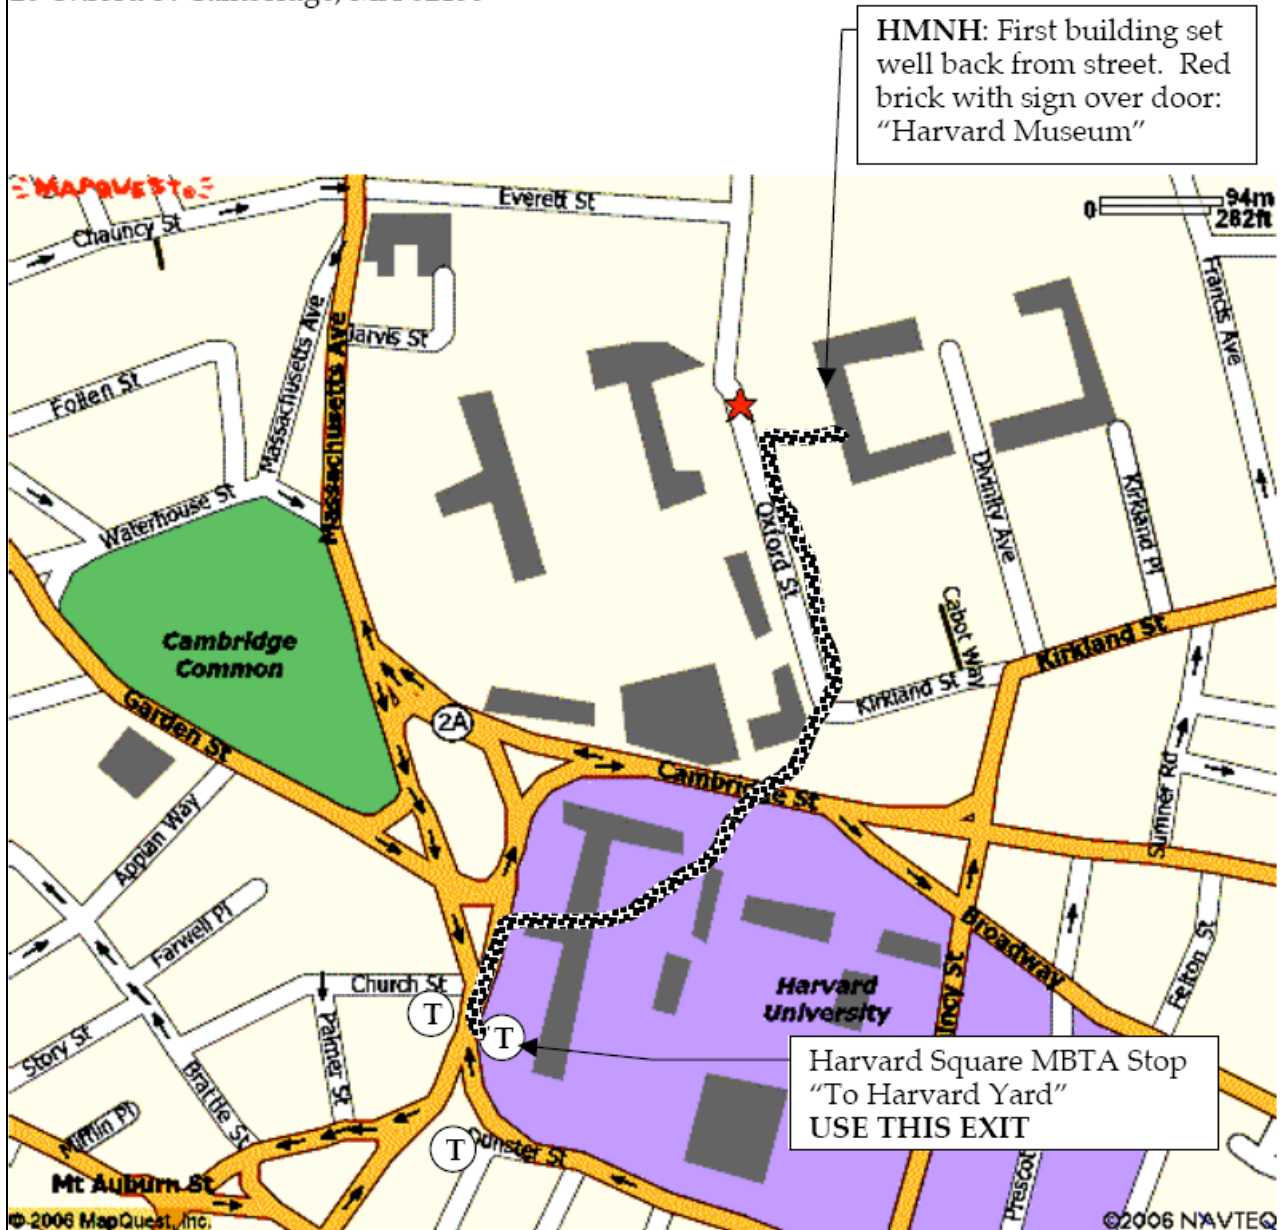 HMNH: First building set
well back from street. Red
brick with sign over door:
“Harvard Museum”
MAPQUEST.
Everett St
0
94m
282ft
Chauncy St
Massachusetts Ave
Massachusetts Ave
Jarvis St
Francis Ave
Follen St
Waterhouse St
Oxford St
Divinity Ave
Kirkland Pl
Cabot Way
Cambridge
Common
Kirkland St
Kirkland St
Garden St
2A
Cambridge St
Sumner Rd
Appian Way
Farwell Pl
Broadway
Felton St
Church St
Harvard
University
T
T
Story St
Palmer St
Brattle St
Harvard Square MBTA Stop
“To Harvard Yard”
USE THIS EXIT
Mifflin Pl
T
Dunster St
Mt Auburn St
Prescot
© 2006 MapQuest, Inc.
©2006 NAVTEQ